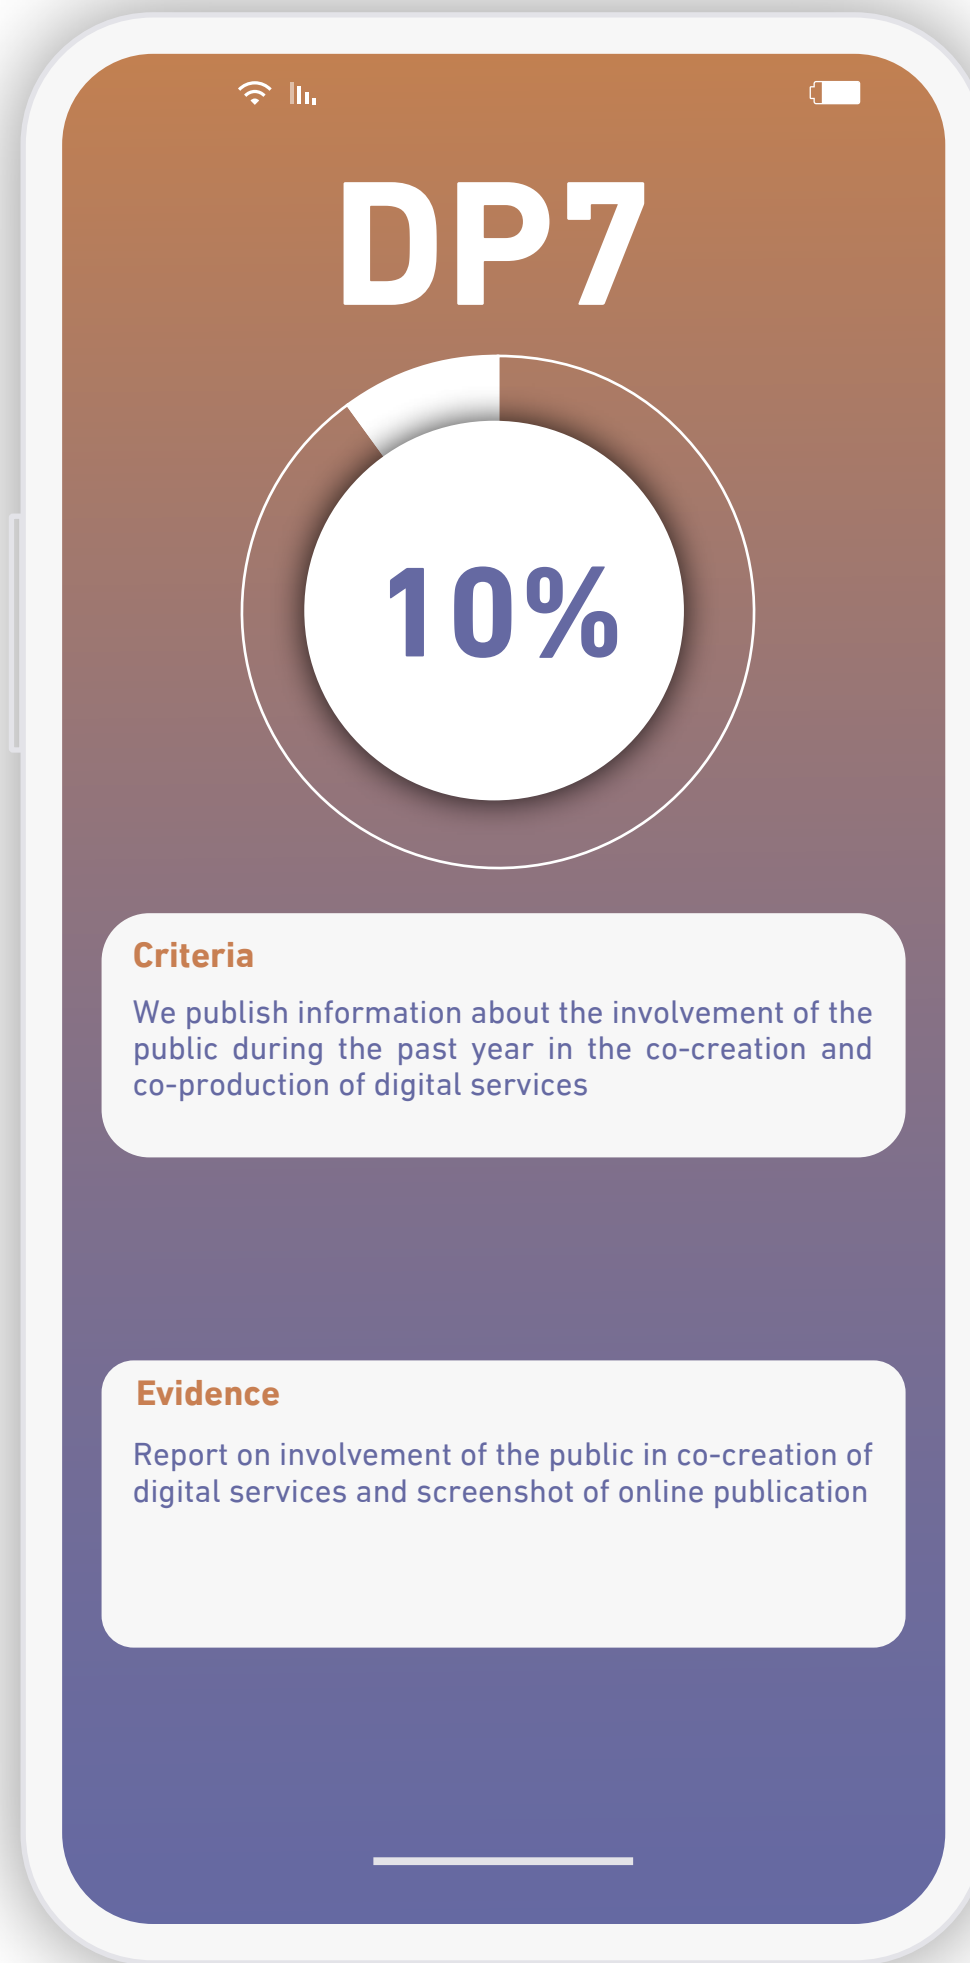 DP7
10%
Criteria
We publish information about the involvement of the
public during the past year in the co-creation and
co-production of digital services
Evidence
Report on involvement of the public in co-creation of
digital services and screenshot of online publication